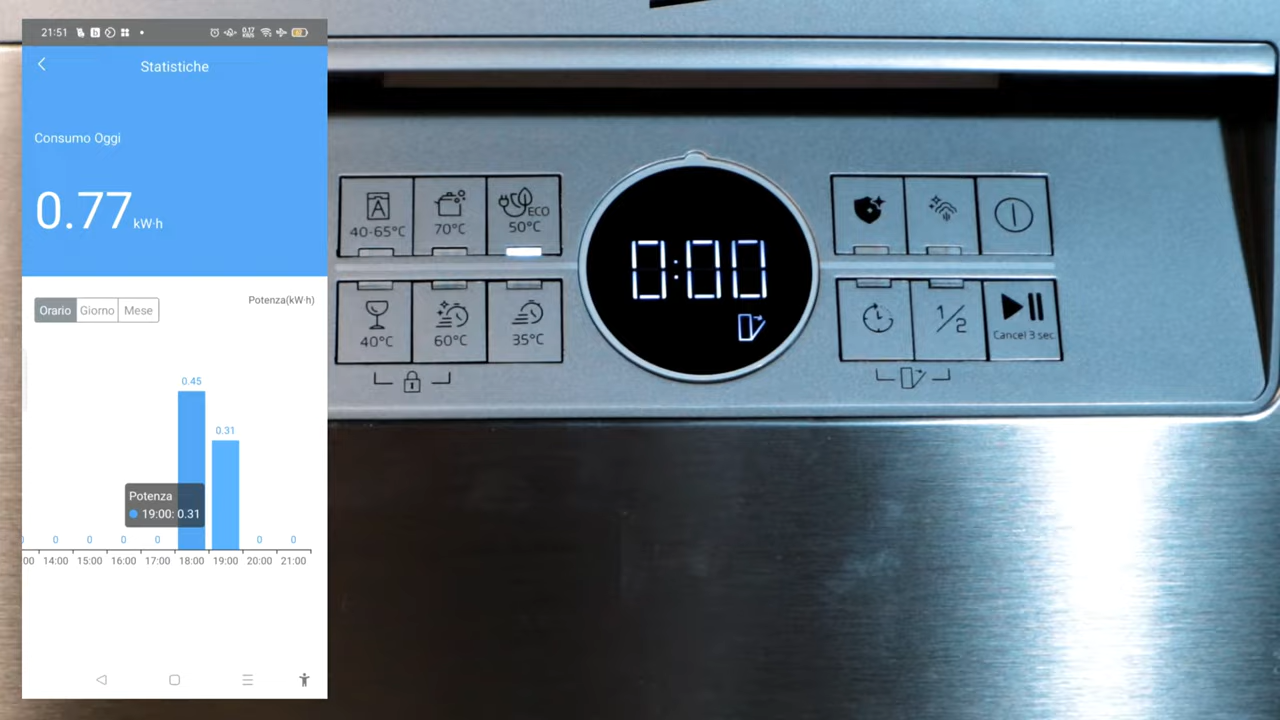 21:51
0.17
KB/S
Statistiche
Consumo Oggi
0.77 kW·h
Orario Giorno Mese
Potenza(kW·h)
0.45
0.31
Potenza
19:00: 0.31
0 0 0 0 0 0
:00 14:00 15:00 16:00 17:00 18:00 19:00 20:00 21:00
A
40-65°C 70°C
ECO
50°C
40°C 60°C 35°C
0:00
1/2
Cancel 3 sec.